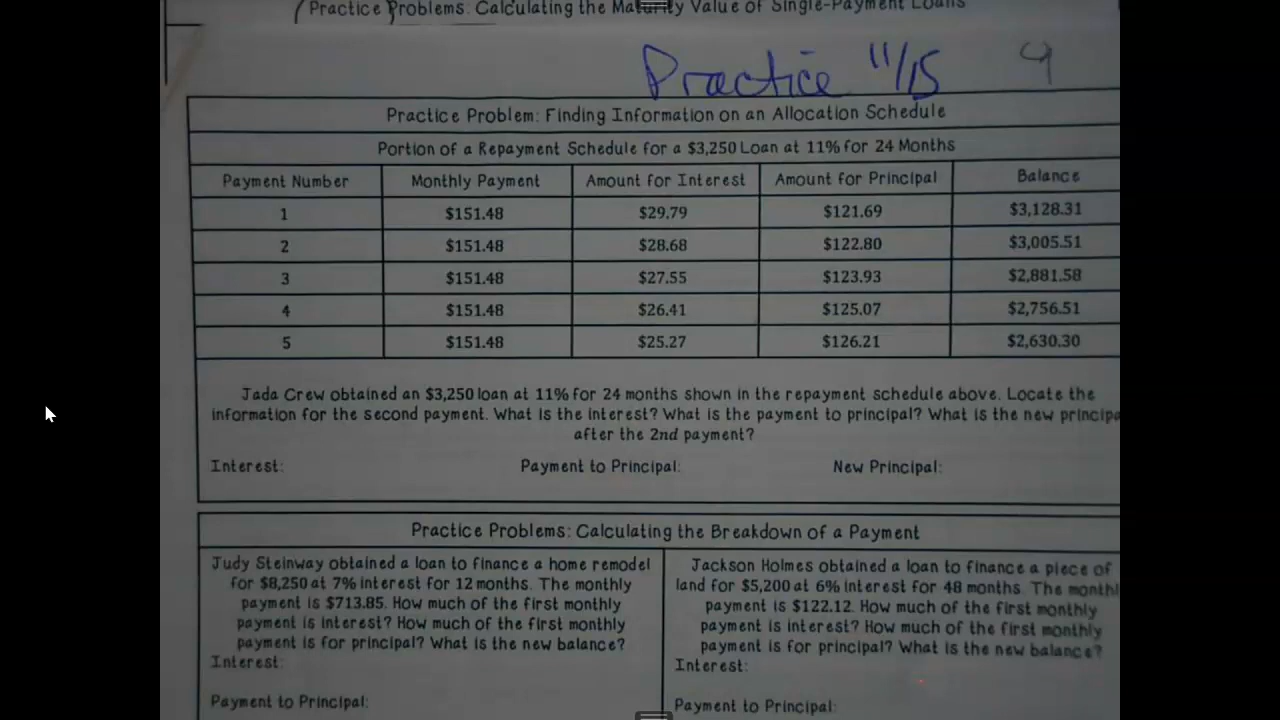 Practice Problems: Calculating the Maturity Value of Single-Payment Loans
Practice 11/15
Practice Problem: Finding Information on an Allocation Schedule
Portion of a Repayment Schedule for a $3,250 Loan at 11% for 24 Months
Payment Number Monthly Payment Amount for Interest Amount for Principal Balance
1 $151.48 $29.79 $121.69 $3,128.31
2 $151.48 $28.68 $122.80 $3,005.51
3 $151.48 $27.55 $123.93 $2,881.58
4 $151.48 $26.41 $125.07 $2,756.51
5 $151.48 $25.27 $126.21 $2,630.30
Jada Crew obtained an $3,250 loan at 11% for 24 months shown in the repayment schedule above. Locate the
information for the second payment. What is the interest? What is the payment to principal? What is the new principa
after the 2nd payment?
Interest: Payment to Principal: New Principal:
Practice Problems: Calculating the Breakdown of a Payment
Judy Steinway obtained a loan to finance a home remodel
for $8,250 at 7% interest for 12 months. The monthly
payment is $713.85. How much of the first monthly
payment is interest? How much of the first monthly
payment is for principal? What is the new balance?
Interest:
Payment to Principal:
Jackson Holmes obtained a loan to finance a piece of
land for $5,200 at 6% interest for 48 months. The monthl
payment is $122.12. How much of the first monthly
payment is interest? How much of the first monthly
payment is for principal? What is the new balance?
Interest:
Payment to Principal: